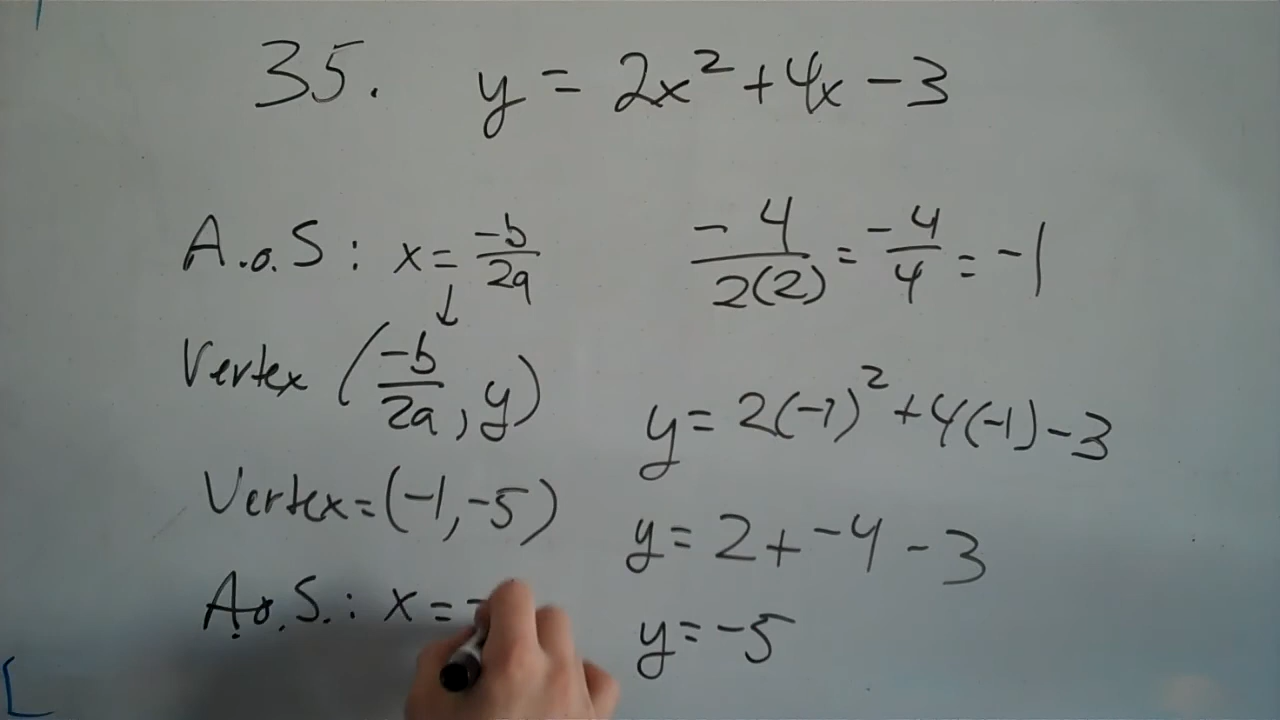 35. y = 2x² + 4x - 3
A.o.S : x = -b/2a
-4/2(2) = -4/4 = -1
↓
Vertex (-b/2a, y)
y = 2(-1)² + 4(-1) - 3
Vertex = (-1, -5)
y = 2 + -4 - 3
A.o.S. : x = -
y = -5